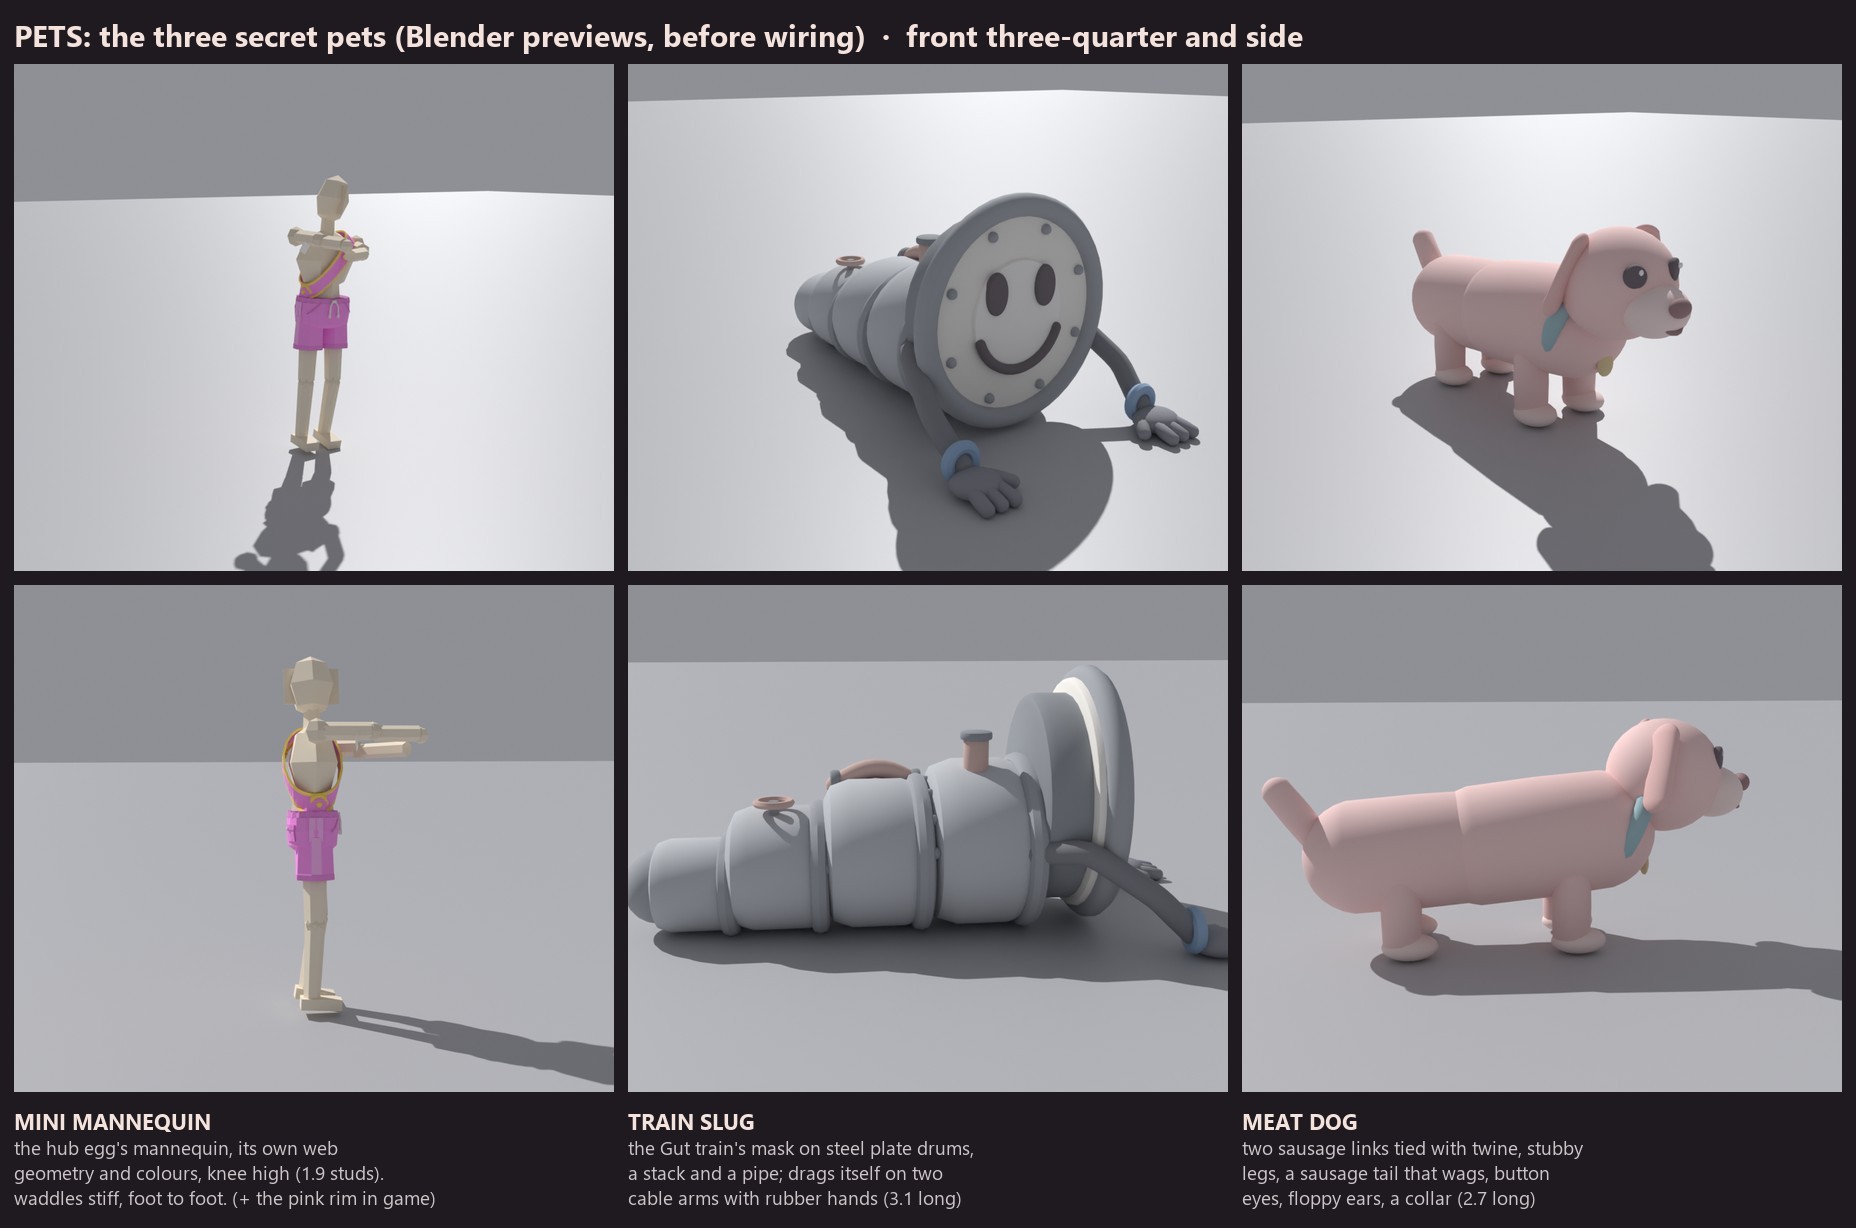 PETS: the three secret pets (Blender previews, before wiring) · front three-quarter and side
MINI MANNEQUIN
the hub egg's mannequin, its own web
geometry and colours, knee high (1.9 studs).
waddles stiff, foot to foot. (+ the pink rim in game)
TRAIN SLUG
the Gut train's mask on steel plate drums,
a stack and a pipe; drags itself on two
cable arms with rubber hands (3.1 long)
MEAT DOG
two sausage links tied with twine, stubby
legs, a sausage tail that wags, button
eyes, floppy ears, a collar (2.7 long)